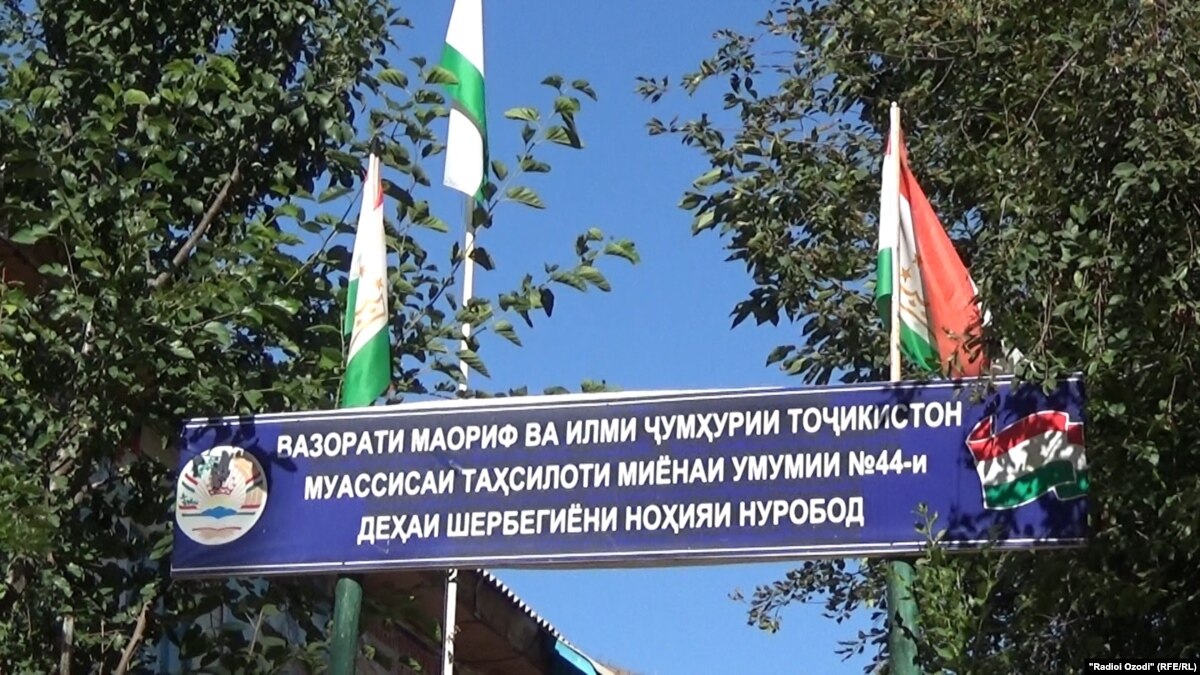 ВАЗОРАТИ МАОРИФ ВА ИЛМИ ҶУМҲУРИИ ТОҶИКИСТОН
МУАССИСАИ ТАҲСИЛОТИ МИЁНАИ УМУМИИ №44-и
ДЕҲАИ ШЕРБЕГИЁНИ НОҲИЯИ НУРОБОД
"Radioi Ozodi" (RFE/RL)